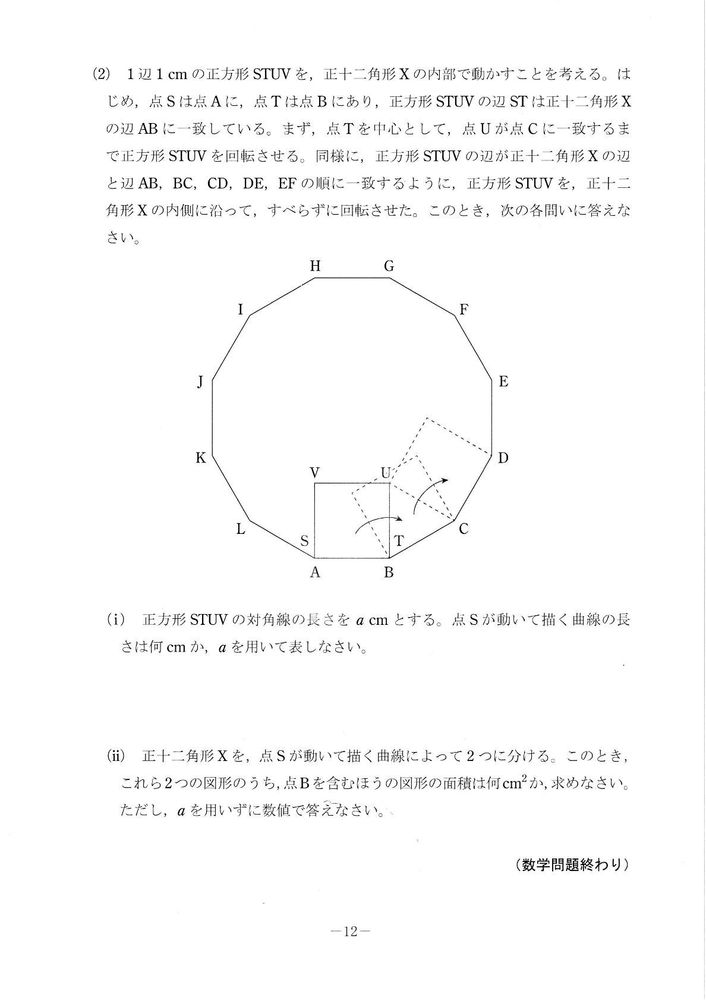 (2) 1辺1cmの正方形STUVを，正十二角形Xの内部で動かすことを考える。は
じめ，点Sは点Aに，点Tは点Bにあり，正方形STUVの辺STは正十二角形X
の辺ABに一致している。まず，点Tを中心として，点Uが点Cに一致するま
で正方形STUVを回転させる。同様に，正方形STUVの辺が正十二角形Xの辺
と辺AB，BC，CD，DE，EFの順に一致するように，正方形STUVを，正十二
角形Xの内側に沿って，すべらずに回転させた。このとき，次の各問いに答えな
さい。
H G
I F
J E
K D
V U
L S T C
A B
(i) 正方形STUVの対角線の長さをa cmとする。点Sが動いて描く曲線の長
さは何cmか，aを用いて表しなさい。
(ii) 正十二角形Xを，点Sが動いて描く曲線によって2つに分ける。このとき，
これら2つの図形のうち，点Bを含むほうの図形の面積は何cm²か，求めなさい。
ただし，aを用いずに数値で答えなさい。
（数学問題終わり）
―12―